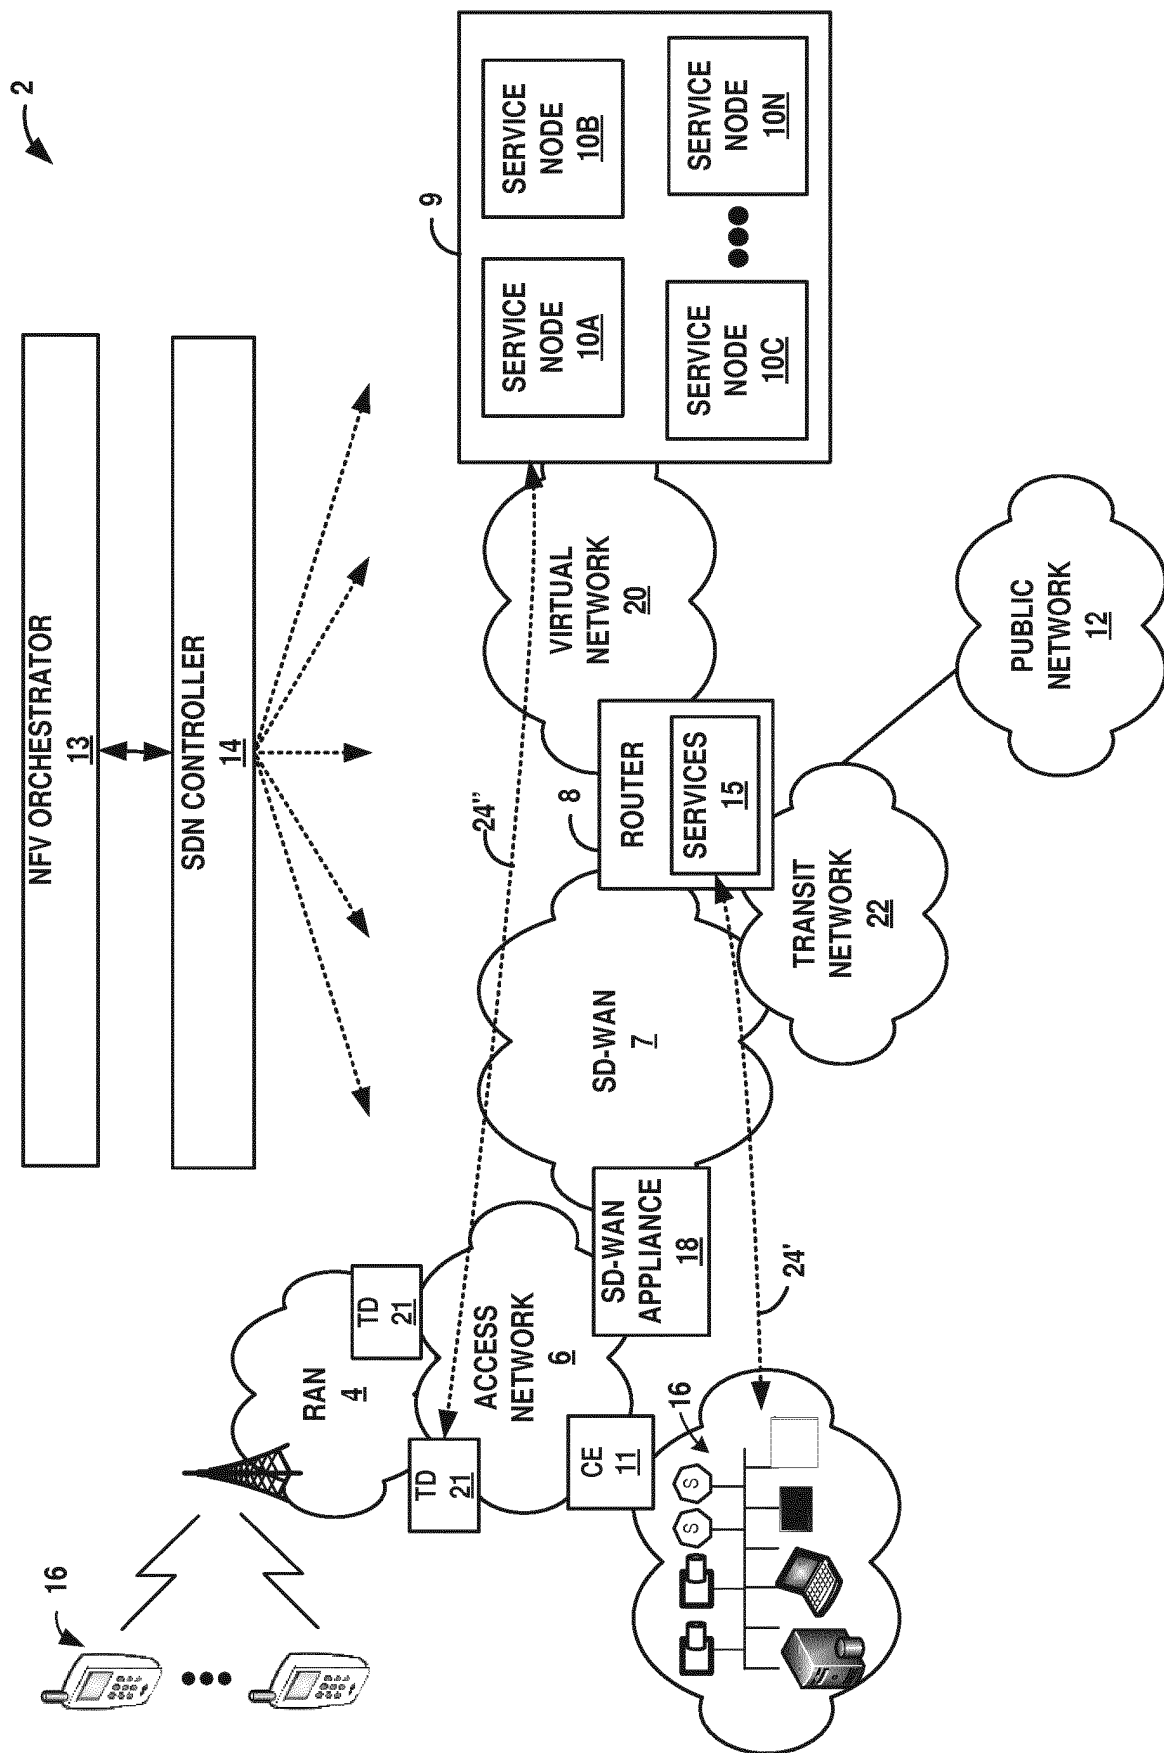 2
NFV ORCHESTRATOR
13
SDN CONTROLLER
14
16
RAN
4
TD
21
TD
21
ACCESS
NETWORK
6
CE
11
16
S
S
SD-WAN
APPLIANCE
18
SD-WAN
7
24"
24'
8
ROUTER
SERVICES
15
VIRTUAL
NETWORK
20
TRANSIT
NETWORK
22
PUBLIC
NETWORK
12
9
SERVICE
NODE
10A
SERVICE
NODE
10B
SERVICE
NODE
10C
SERVICE
NODE
10N